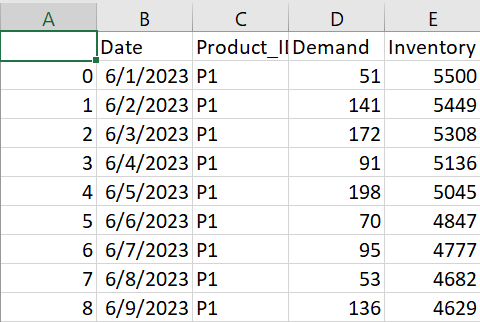 A B C D E
Date Product_II Demand Inventory
0 6/1/2023 P1 51 5500
1 6/2/2023 P1 141 5449
2 6/3/2023 P1 172 5308
3 6/4/2023 P1 91 5136
4 6/5/2023 P1 198 5045
5 6/6/2023 P1 70 4847
6 6/7/2023 P1 95 4777
7 6/8/2023 P1 53 4682
8 6/9/2023 P1 136 4629